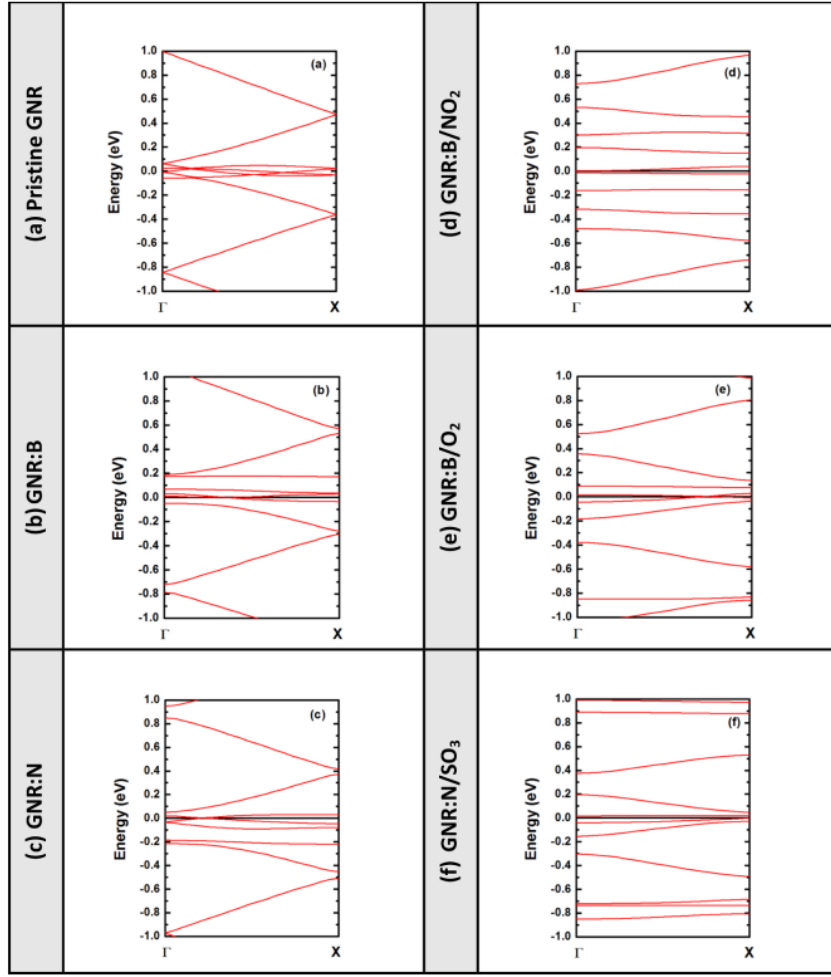 (a) Pristine GNR
(a)
Energy (eV)
1.0
0.8
0.6
0.4
0.2
0.0
-0.2
-0.4
-0.6
-0.8
-1.0
Γ X
(d) GNR:B/NO₂
(d)
Energy (eV)
1.0
0.8
0.6
0.4
0.2
0.0
-0.2
-0.4
-0.6
-0.8
-1.0
Γ X
(b) GNR:B
(b)
Energy (eV)
1.0
0.8
0.6
0.4
0.2
0.0
-0.2
-0.4
-0.6
-0.8
-1.0
Γ X
(e) GNR:B/O₂
(e)
Energy (eV)
1.0
0.8
0.6
0.4
0.2
0.0
-0.2
-0.4
-0.6
-0.8
-1.0
Γ X
(c) GNR:N
(c)
Energy (eV)
1.0
0.8
0.6
0.4
0.2
0.0
-0.2
-0.4
-0.6
-0.8
-1.0
Γ X
(f) GNR:N/SO₃
(f)
Energy (eV)
1.0
0.8
0.6
0.4
0.2
0.0
-0.2
-0.4
-0.6
-0.8
-1.0
Γ X